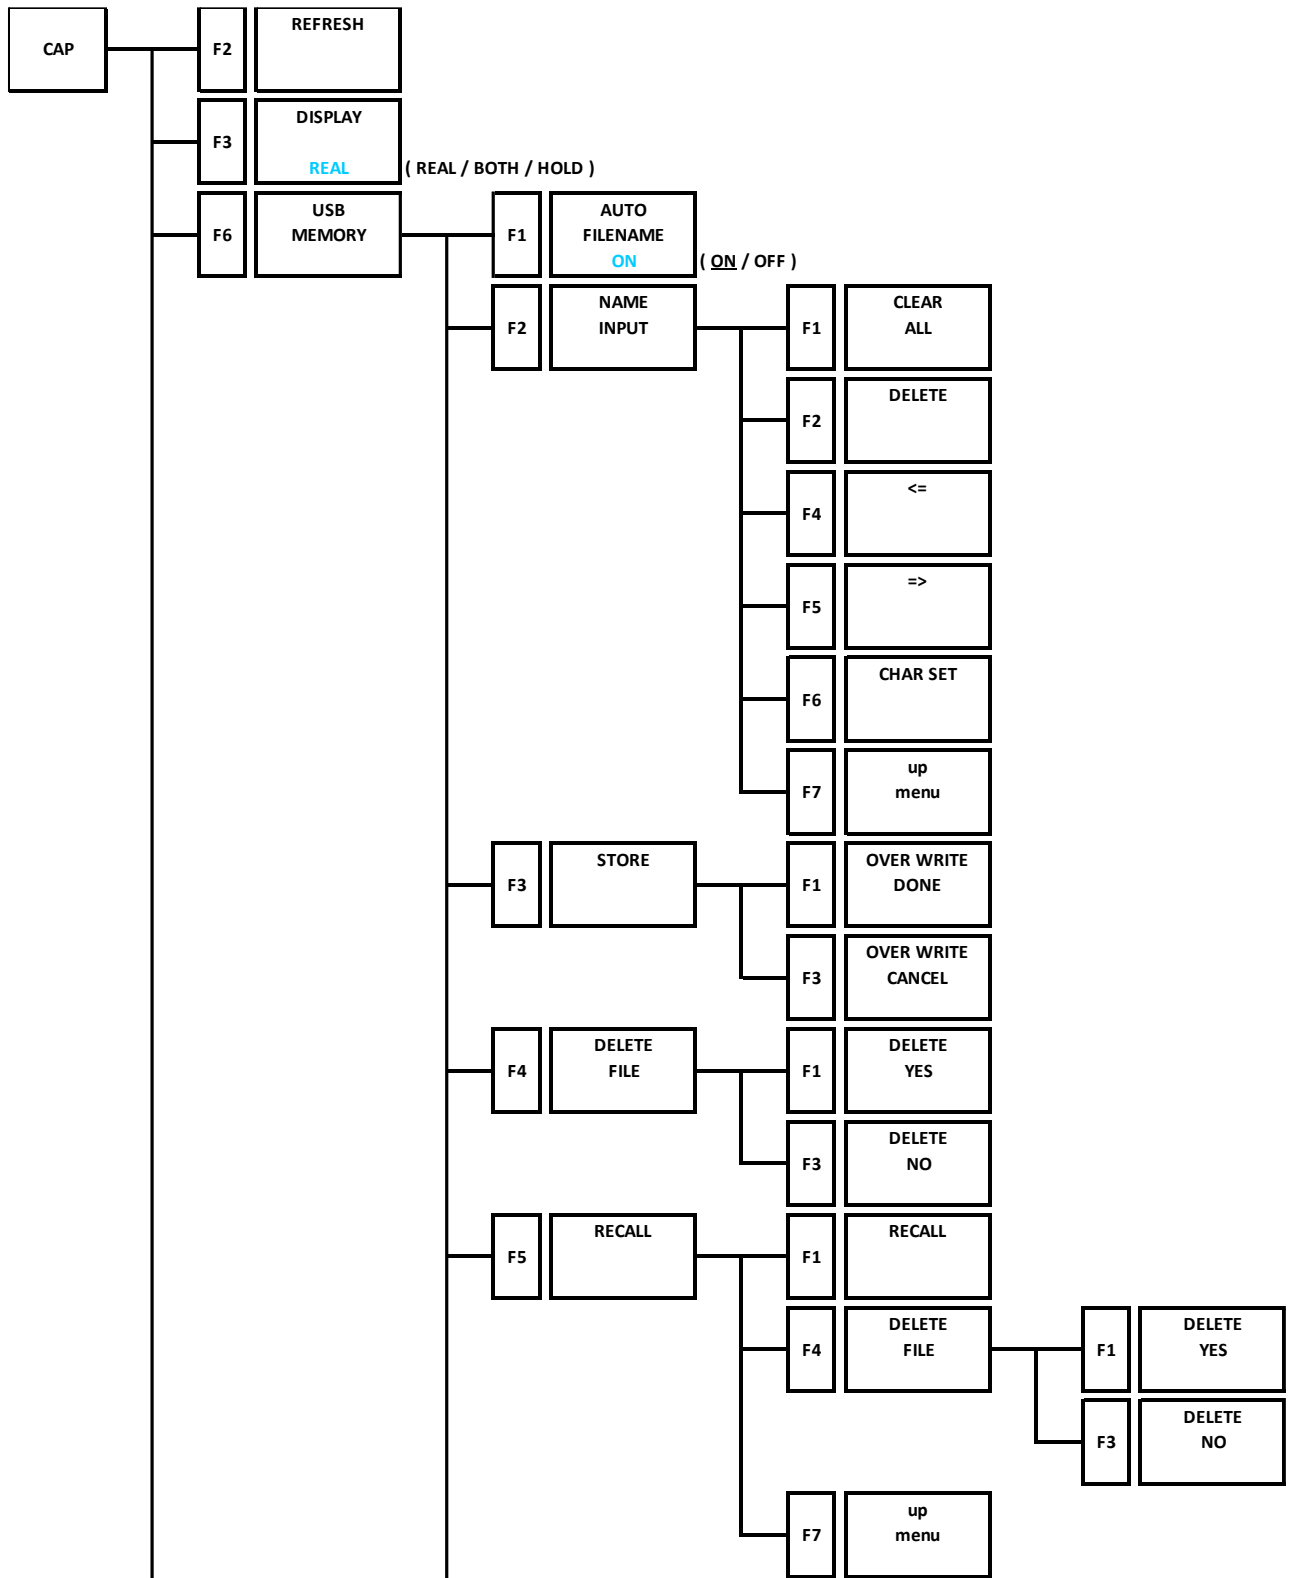 CAP
F2
REFRESH
F3
DISPLAY
REAL
( REAL / BOTH / HOLD )
F6
USB
MEMORY
F1
AUTO
FILENAME
ON
( ON / OFF )
F2
NAME
INPUT
F1
CLEAR
ALL
F2
DELETE
F4
<=
F5
=>
F6
CHAR SET
F7
up
menu
F3
STORE
F1
OVER WRITE
DONE
F3
OVER WRITE
CANCEL
F4
DELETE
FILE
F1
DELETE
YES
F3
DELETE
NO
F5
RECALL
F1
RECALL
F4
DELETE
FILE
F1
DELETE
YES
F3
DELETE
NO
F7
up
menu